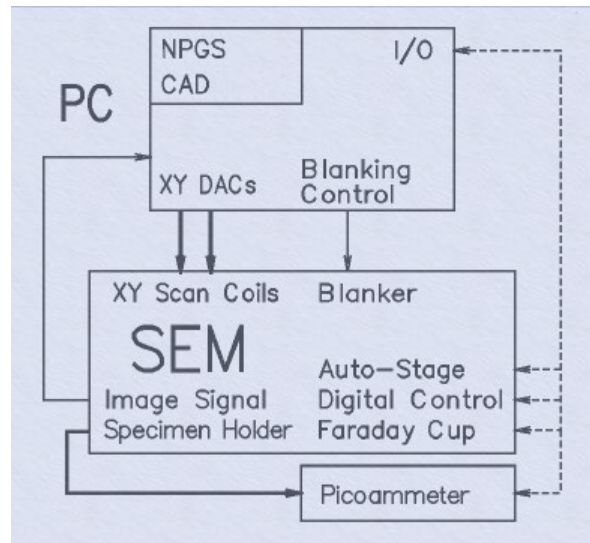 NPGS
CAD
I/O
PC
XY DACs
Blanking
Control
XY Scan Coils
Blanker
SEM
Auto-Stage
Image Signal
Digital Control
Specimen Holder
Faraday Cup
Picoammeter